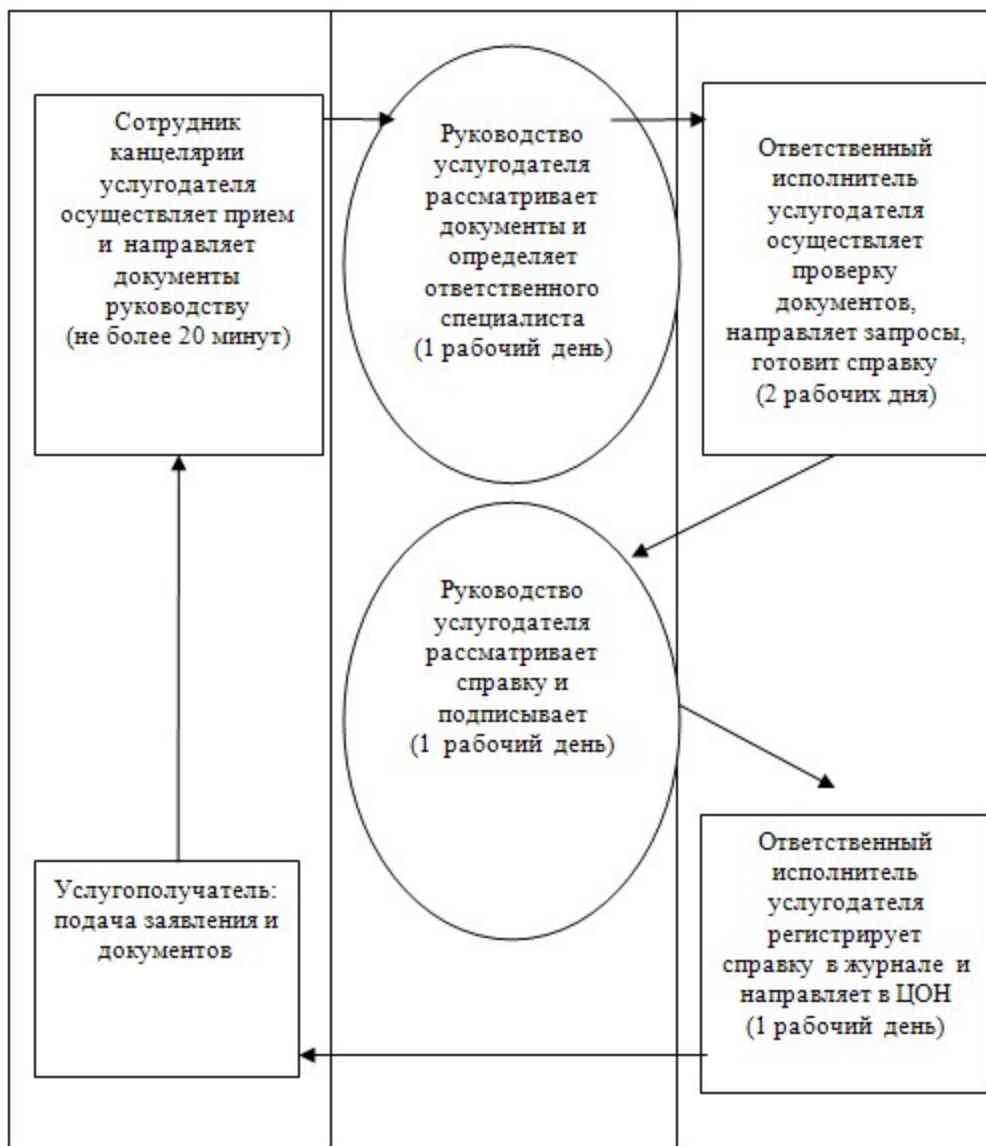 Сотрудник
канцелярии
услугодателя
осуществляет прием
и направляет
документы
руководству
(не более 20 минут)
Руководство
услугодателя
рассматривает
документы и
определяет
ответственного
специалиста
(1 рабочий день)
Ответственный
исполнитель
услугодателя
осуществляет
проверку
документов,
направляет запросы,
готовит справку
(2 рабочих дня)
Руководство
услугодателя
рассматривает
справку и
подписывает
(1 рабочий день)
Услугополучатель:
подача заявления и
документов
Ответственный
исполнитель
услугодателя
регистрирует
справку в журнале и
направляет в ЦОН
(1 рабочий день)